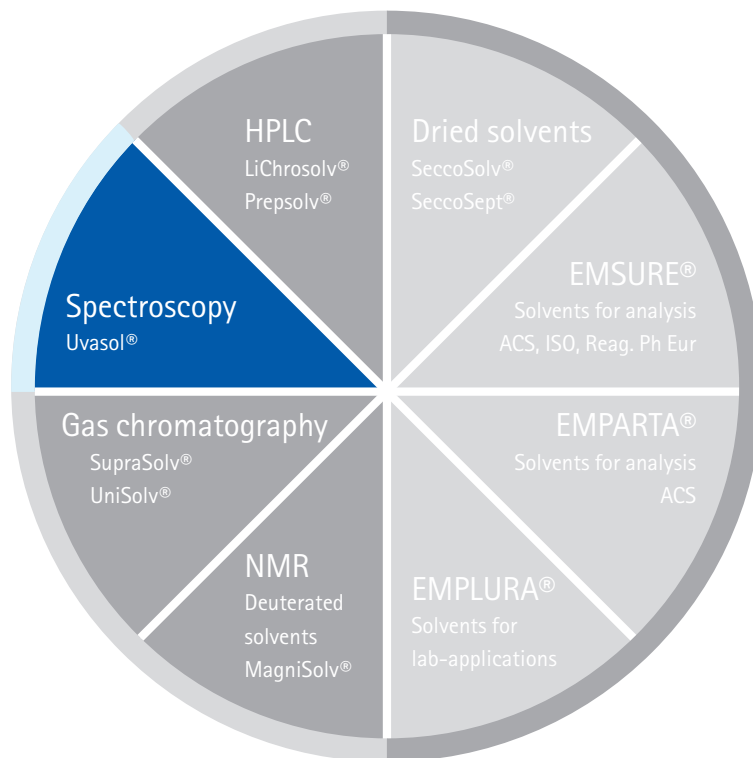 HPLC
LiChrosolv®
Prepsolv®
Dried solvents
SeccoSolv®
SeccoSept®
EMSURE®
Solvents for analysis
ACS, ISO, Reag. Ph Eur
Spectroscopy
Uvasol®
Gas chromatography
SupraSolv®
UniSolv®
EMPARTA®
Solvents for analysis
ACS
NMR
Deuterated
solvents
MagniSolv®
EMPLURA®
Solvents for
lab-applications